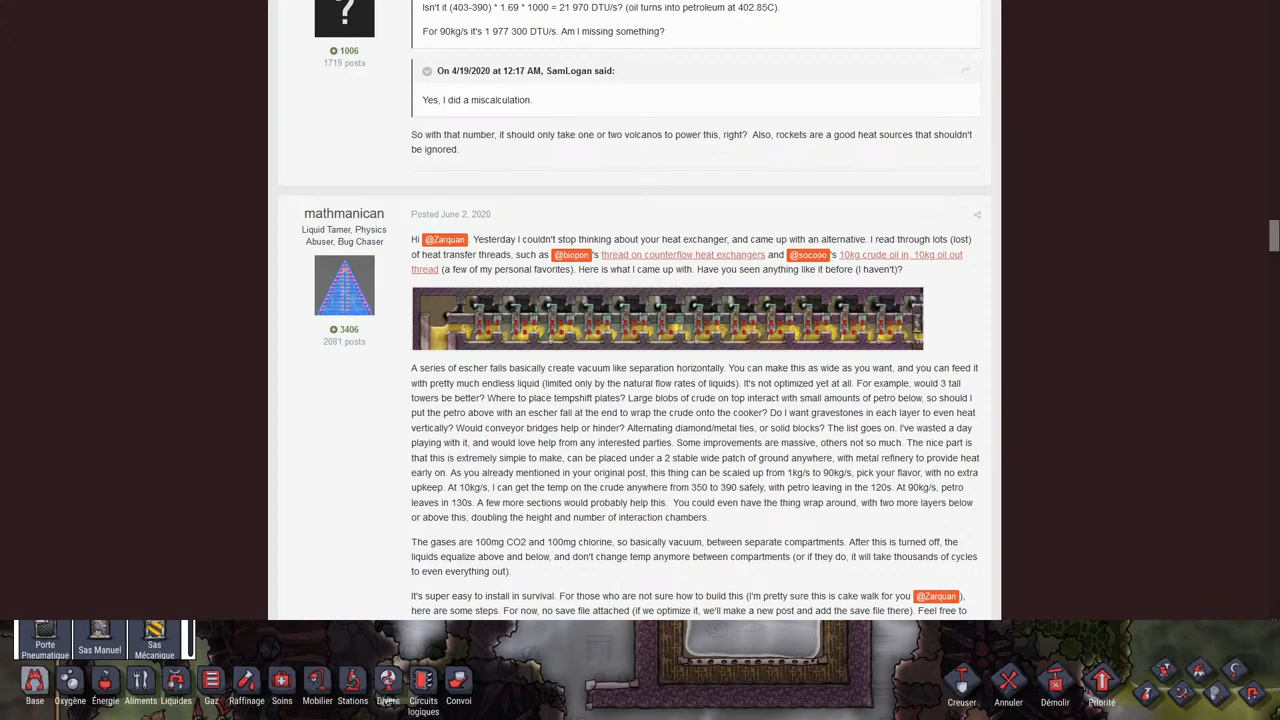 Isn't it (403-390) * 1.69 * 1000 = 21 970 DTU/s? (oil turns into petroleum at 402.85C).
For 90kg/s it's 1 977 300 DTU/s. Am I missing something?
1006
1719 posts
On 4/19/2020 at 12:17 AM, SamLogan said:
Yes, I did a miscalculation.
So with that number, it should only take one or two volcanos to power this, right? Also, rockets are a good heat sources that shouldn't
be ignored.
mathmanican
Liquid Tamer, Physics
Abuser, Bug Chaser
3406
2081 posts
Posted June 2, 2020
Hi @Zarquan. Yesterday I couldn't stop thinking about your heat exchanger, and came up with an alternative. I read through lots (lost)
of heat transfer threads, such as @biopon's thread on counterflow heat exchangers and @socooo's 10kg crude oil in, 10kg oil out
thread (a few of my personal favorites). Here is what I came up with. Have you seen anything like it before (I haven't)?
A series of escher falls basically create vacuum like separation horizontally. You can make this as wide as you want, and you can feed it
with pretty much endless liquid (limited only by the natural flow rates of liquids). It's not optimized yet at all. For example, would 3 tall
towers be better? Where to place tempshift plates? Large blobs of crude on top interact with small amounts of petro below, so should I
put the petro above with an escher fall at the end to wrap the crude onto the cooker? Do I want gravestones in each layer to even heat
vertically? Would conveyor bridges help or hinder? Alternating diamond/metal ties, or solid blocks? The list goes on. I've wasted a day
playing with it, and would love help from any interested parties. Some improvements are massive, others not so much. The nice part is
that this is extremely simple to make, can be placed under a 2 stable wide patch of ground anywhere, with metal refinery to provide heat
early on. As you already mentioned in your original post, this thing can be scaled up from 1kg/s to 90kg/s, pick your flavor, with no extra
upkeep. At 10kg/s, I can get the temp on the crude anywhere from 350 to 390 safely, with petro leaving in the 120s. At 90kg/s, petro
leaves in 130s. A few more sections would probably help this. You could even have the thing wrap around, with two more layers below
or above this, doubling the height and number of interaction chambers.
The gases are 100mg CO2 and 100mg chlorine, so basically vacuum, between separate compartments. After this is turned off, the
liquids equalize above and below, and don't change temp anymore between compartments (or if they do, it will take thousands of cycles
to even everything out).
It's super easy to install in survival. For those who are not sure how to build this (I'm pretty sure this is cake walk for you @Zarquan),
here are some steps. For now, no save file attached (if we optimize it, we'll make a new post and add the save file there). Feel free to
Porte
Pneumatique
Sas Manuel
Sas
Mécanique
Base
Oxygène
Énergie
Aliments
Liquides
Gaz
Raffinage
Soins
Mobilier
Stations
Divers
Circuits
logiques
Convoi
Creuser
Annuler
Démolir
Priorité